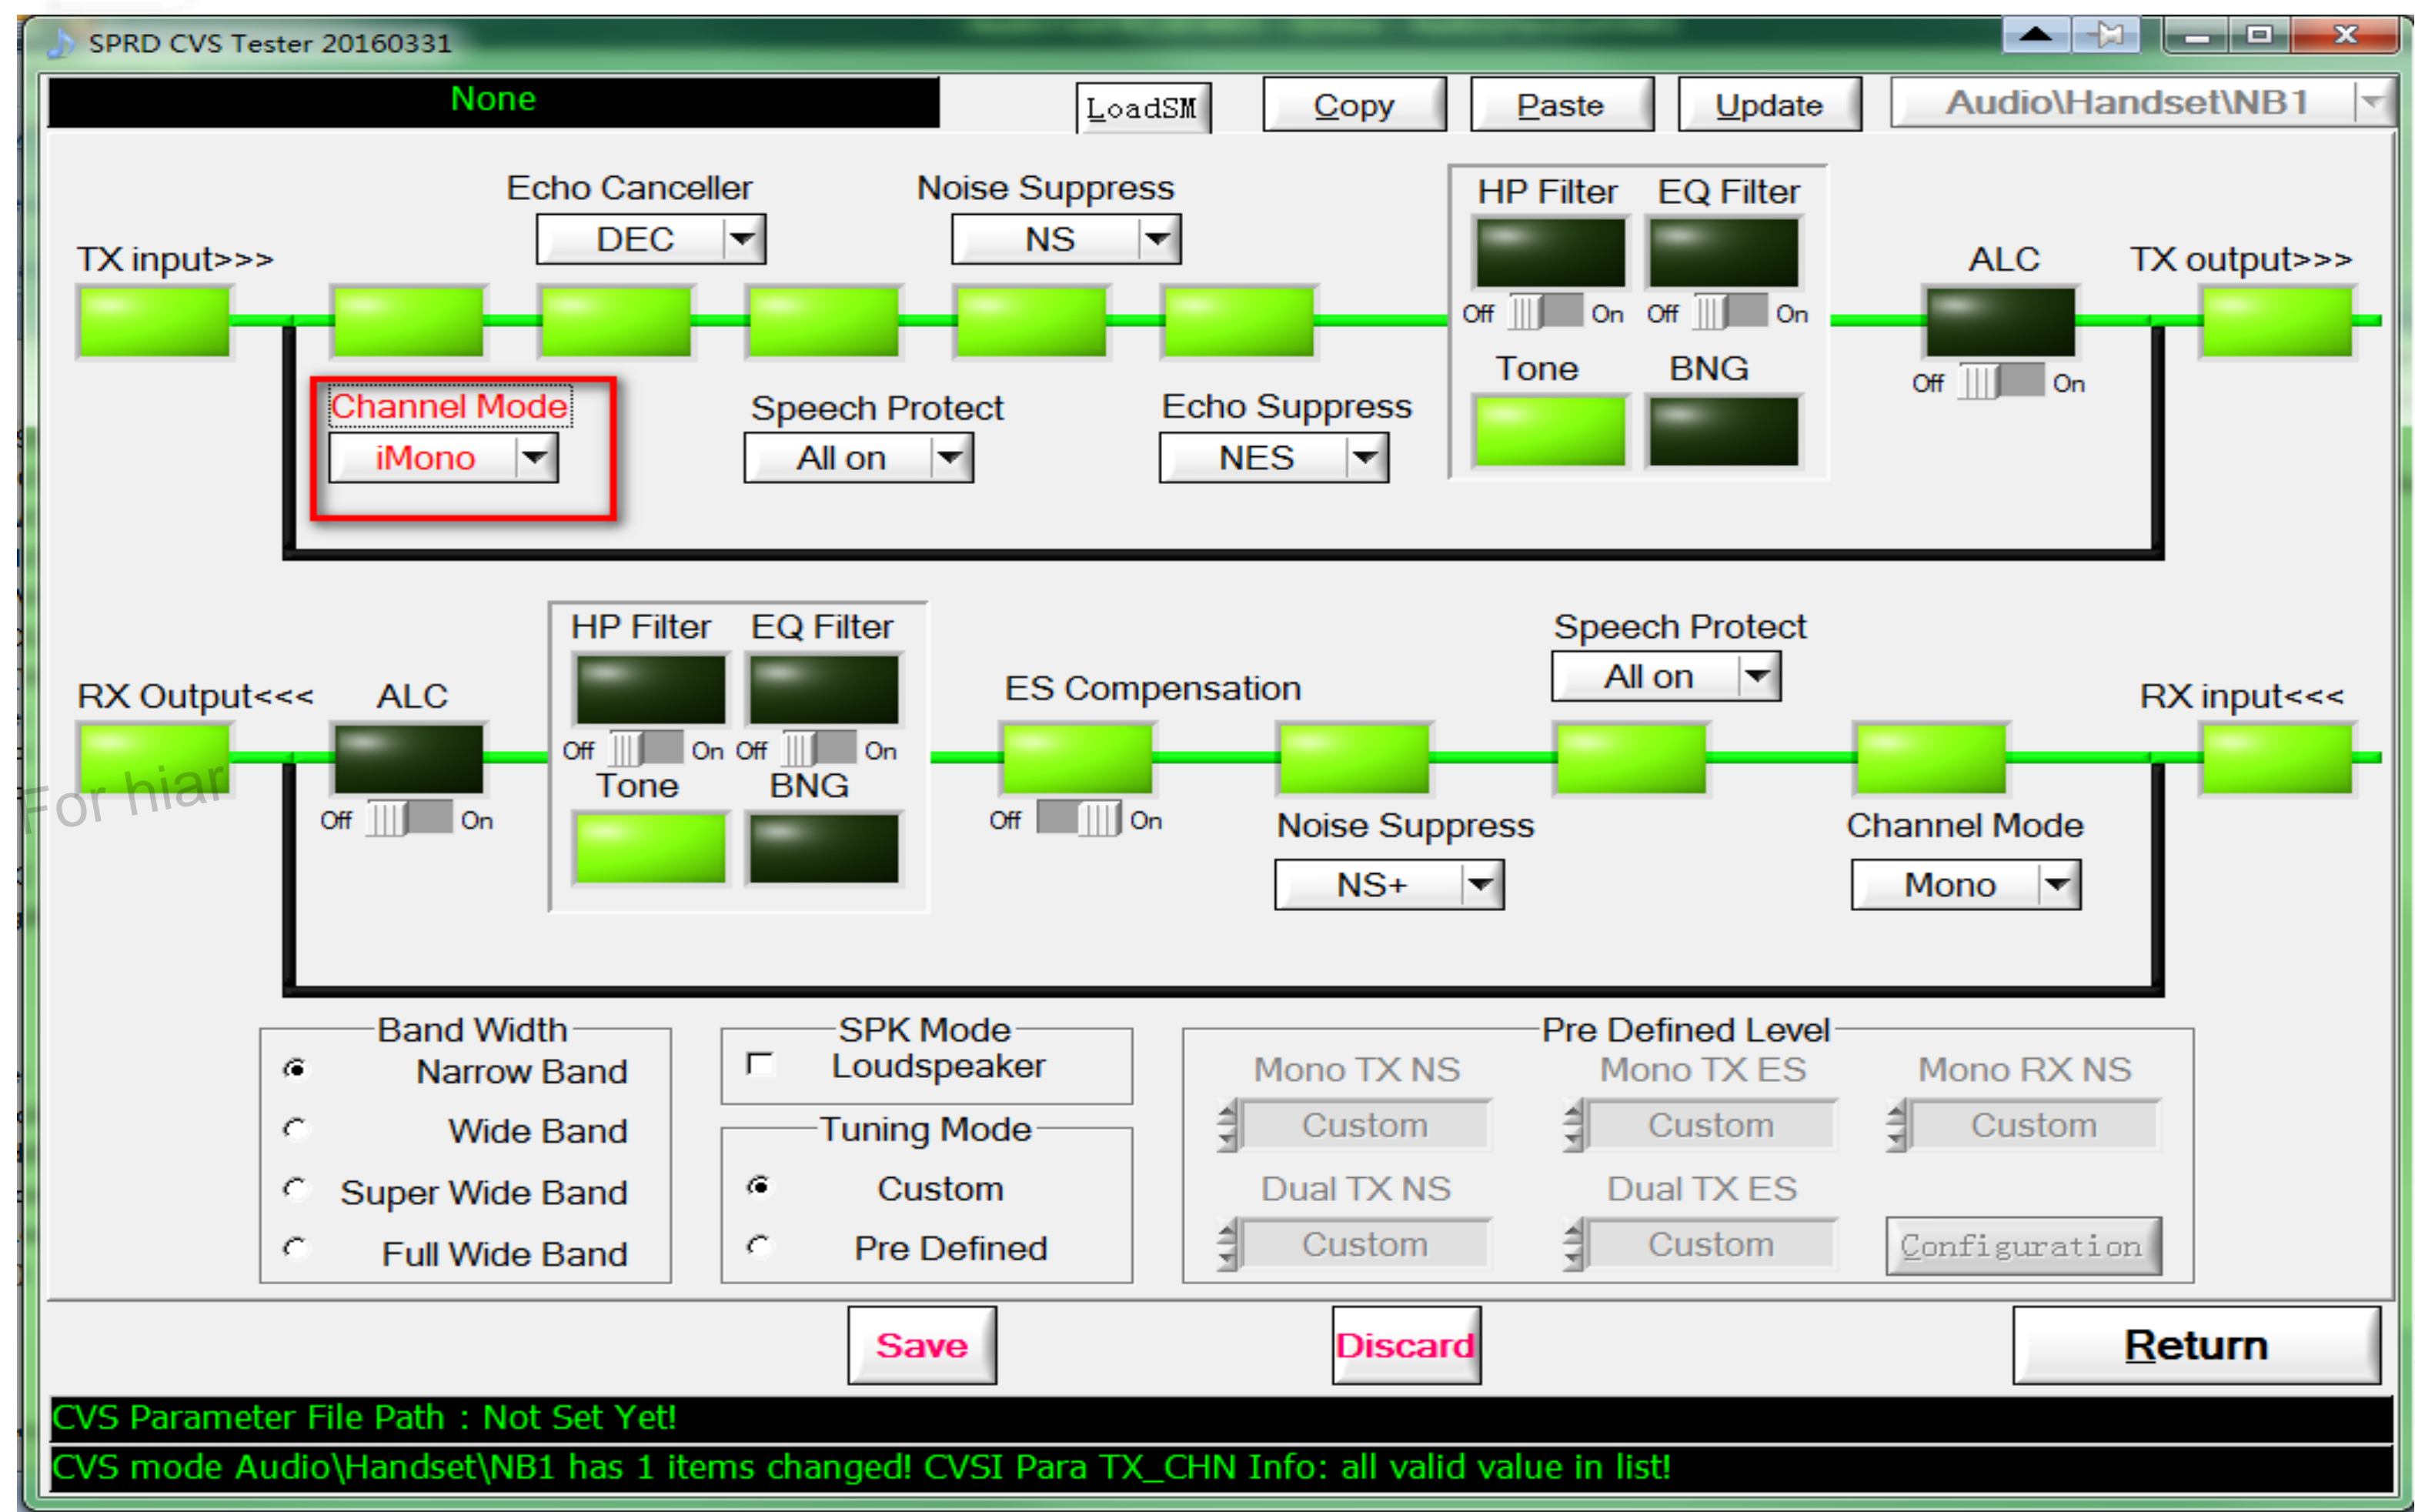 SPRD CVS Tester 20160331
None
LoadSM Copy Paste Update Audio\Handset\NB1
Echo Canceller Noise Suppress HP Filter EQ Filter
DEC NS
TX input>>> ALC TX output>>>
Off On Off On
Tone BNG
Off On
Channel Mode Speech Protect Echo Suppress
iMono All on NES
HP Filter EQ Filter Speech Protect
All on
RX Output<<< ALC ES Compensation RX input<<<
Off On Off On
Tone BNG
For hiar
Off On Off On Noise Suppress Channel Mode
NS+ Mono
Band Width SPK Mode Pre Defined Level
Narrow Band Loudspeaker Mono TX NS Mono TX ES Mono RX NS
Wide Band Tuning Mode Custom Custom Custom
Super Wide Band Custom Dual TX NS Dual TX ES
Full Wide Band Pre Defined Custom Custom Configuration
Save Discard Return
CVS Parameter File Path : Not Set Yet!
CVS mode Audio\Handset\NB1 has 1 items changed! CVSI Para TX_CHN Info: all valid value in list!